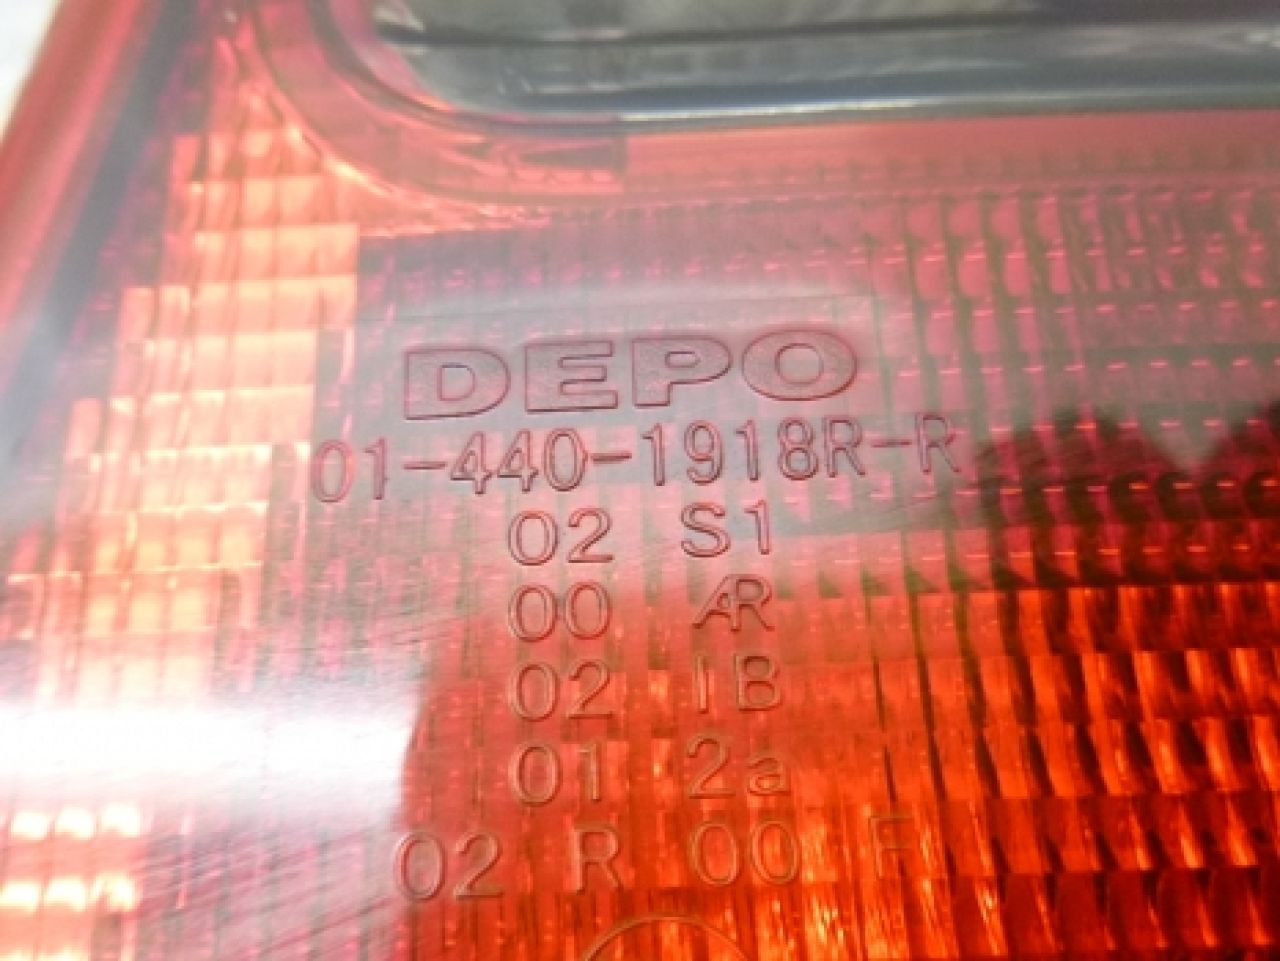 DEPO
01-440-1918R-R
02 S1
00 AR
02 IB
01 2a
02 R 00 F